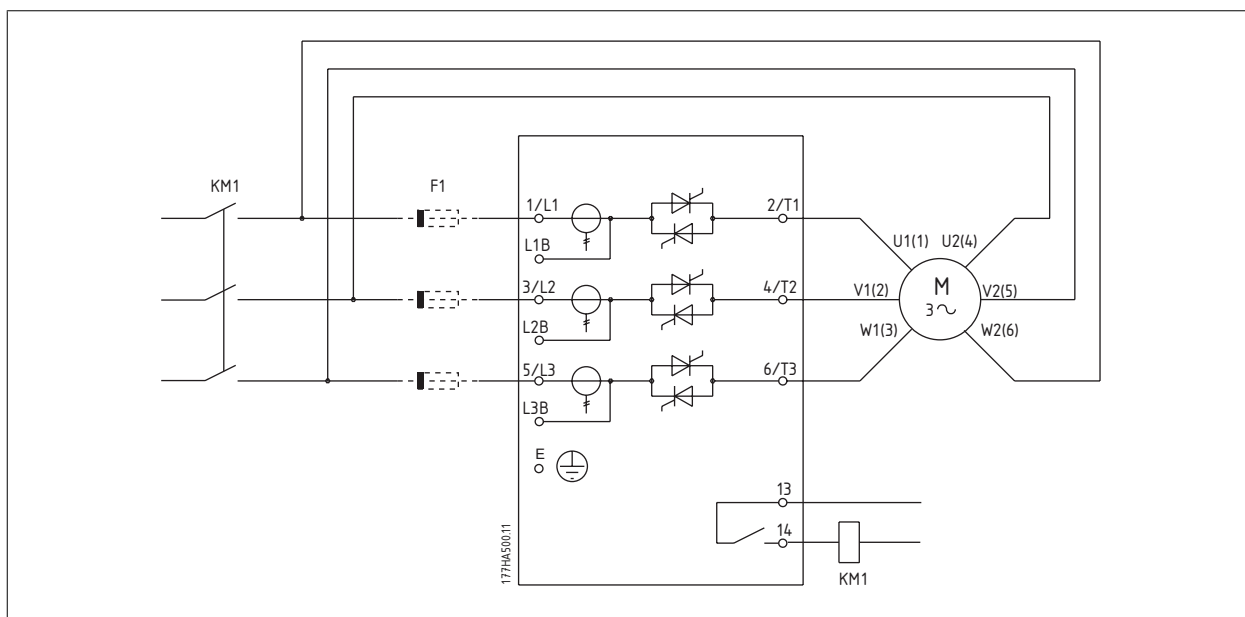 KM1
F1
1/L1
2/T1
L1B
U1(1)
U2(4)
3/L2
4/T2
V1(2)
M
3~
V2(5)
L2B
W1(3)
W2(6)
5/L3
6/T3
L3B
E
13
14
KM1
177HA500.11